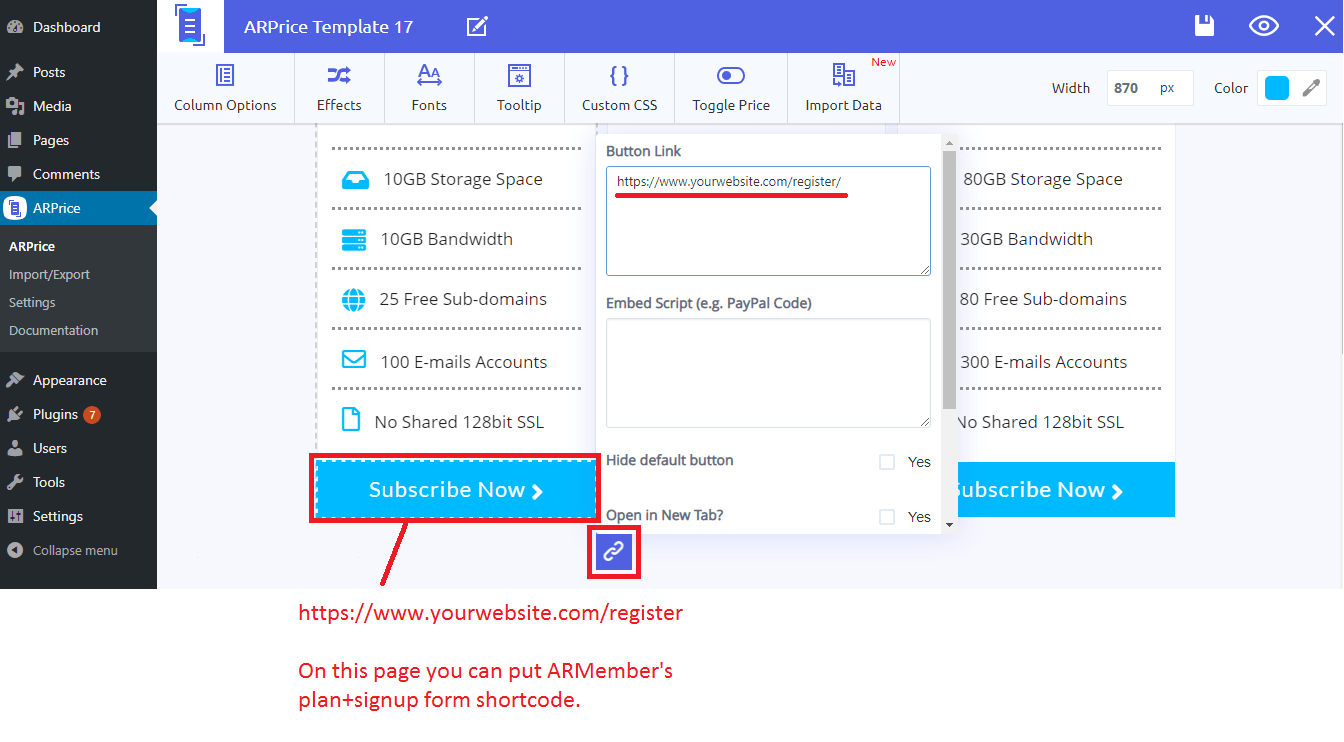 Dashboard
Posts
Media
Pages
Comments
ARPrice
ARPrice
Import/Export
Settings
Documentation
Appearance
Plugins 7
Users
Tools
Settings
Collapse menu
ARPrice Template 17
Column Options
Effects
Fonts
Tooltip
Custom CSS
Toggle Price
New
Import Data
Width 870 px
Color
10GB Storage Space
10GB Bandwidth
25 Free Sub-domains
100 E-mails Accounts
No Shared 128bit SSL
Subscribe Now
Button Link
https://www.yourwebsite.com/register/
Embed Script (e.g. PayPal Code)
Hide default button Yes
Open in New Tab? Yes
80GB Storage Space
30GB Bandwidth
80 Free Sub-domains
300 E-mails Accounts
No Shared 128bit SSL
Subscribe Now
https://www.yourwebsite.com/register
On this page you can put ARMember's
plan+signup form shortcode.